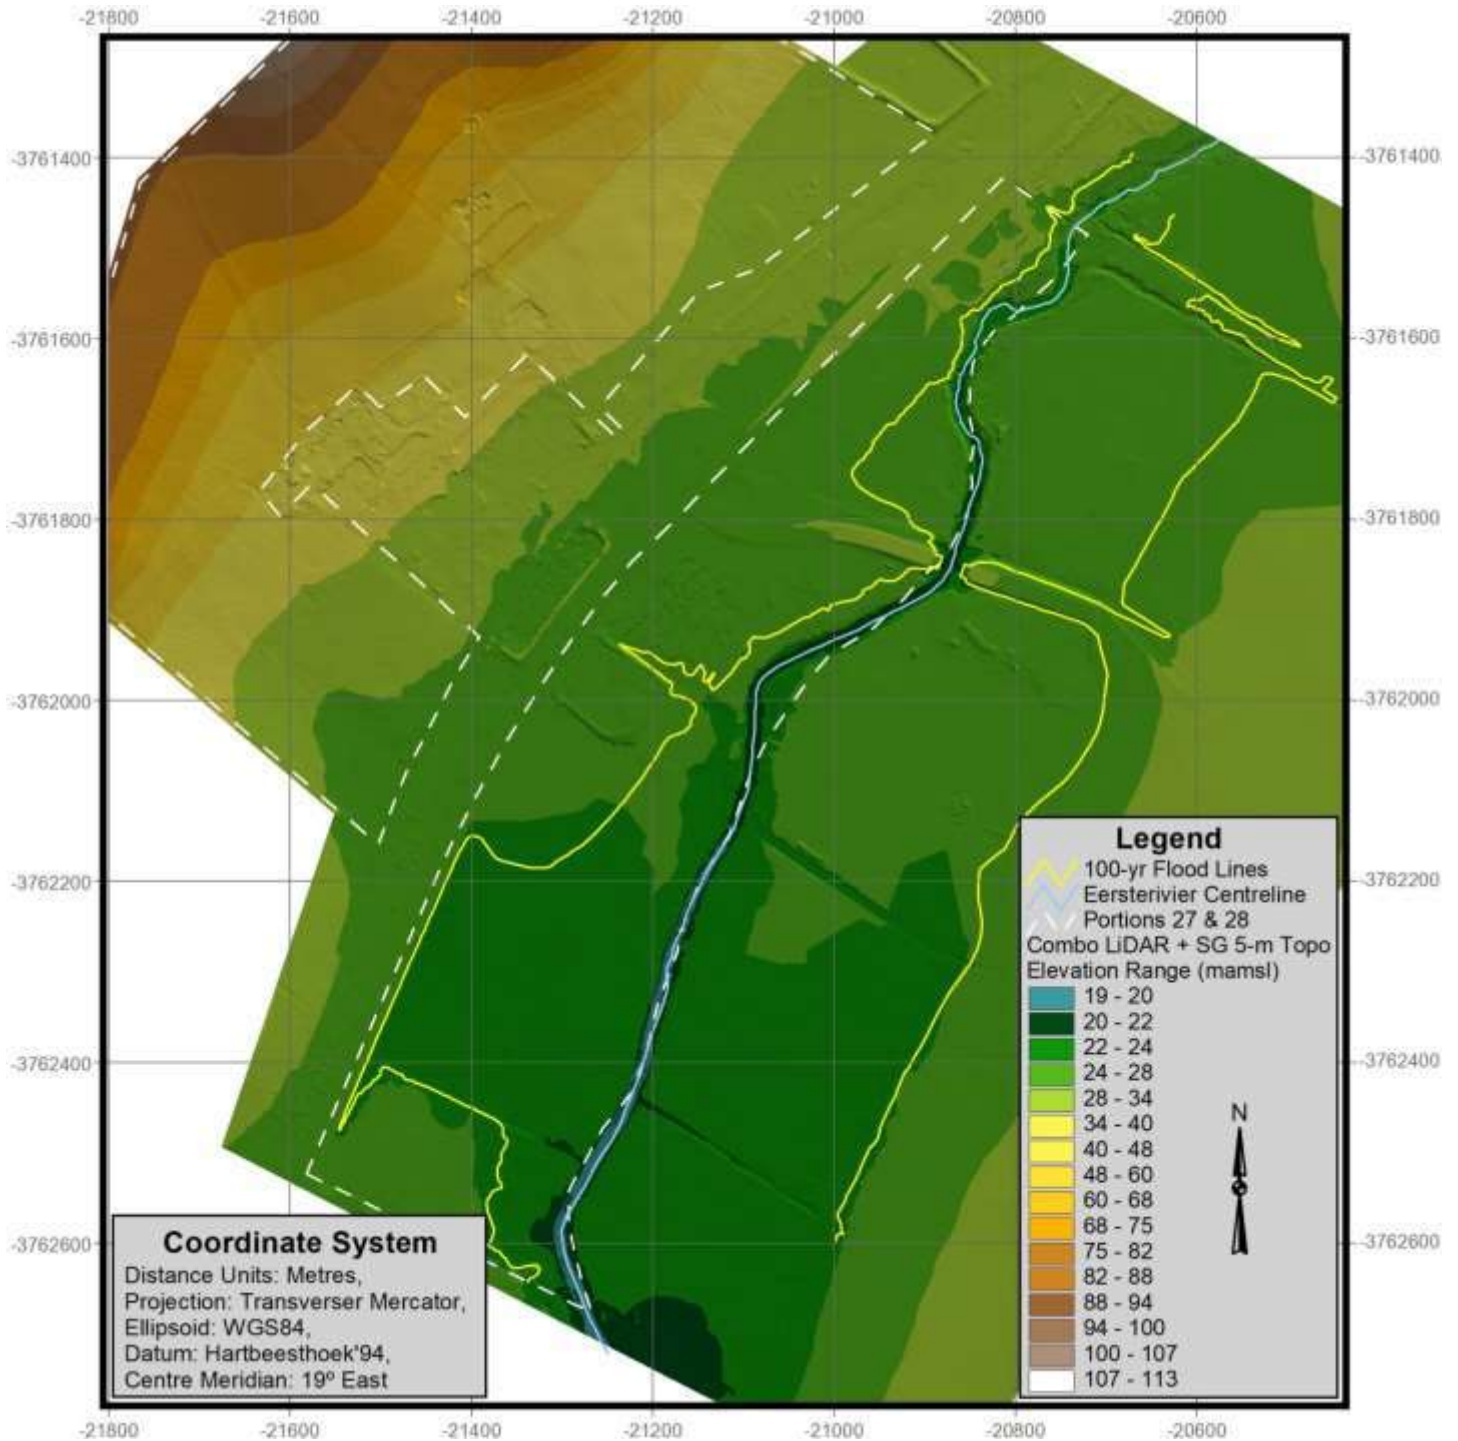 -21800 -21600 -21400 -21200 -21000 -20800 -20600
-3761400 -3761400
-3761600 -3761600
-3761800 -3761800
-3762000 -3762000
-3762200 -3762200
-3762400 -3762400
-3762600 -3762600
Legend
100-yr Flood Lines
Eersterivier Centreline
Portions 27 & 28
Combo LiDAR + SG 5-m Topo
Elevation Range (mamsl)
19 - 20
20 - 22
22 - 24
24 - 28
28 - 34
34 - 40
40 - 48
48 - 60
60 - 68
68 - 75
75 - 82
82 - 88
88 - 94
94 - 100
100 - 107
107 - 113
N
Coordinate System
Distance Units: Metres,
Projection: Transverser Mercator,
Ellipsoid: WGS84,
Datum: Hartbeesthoek'94,
Centre Meridian: 19º East
-21800 -21600 -21400 -21200 -21000 -20800 -20600